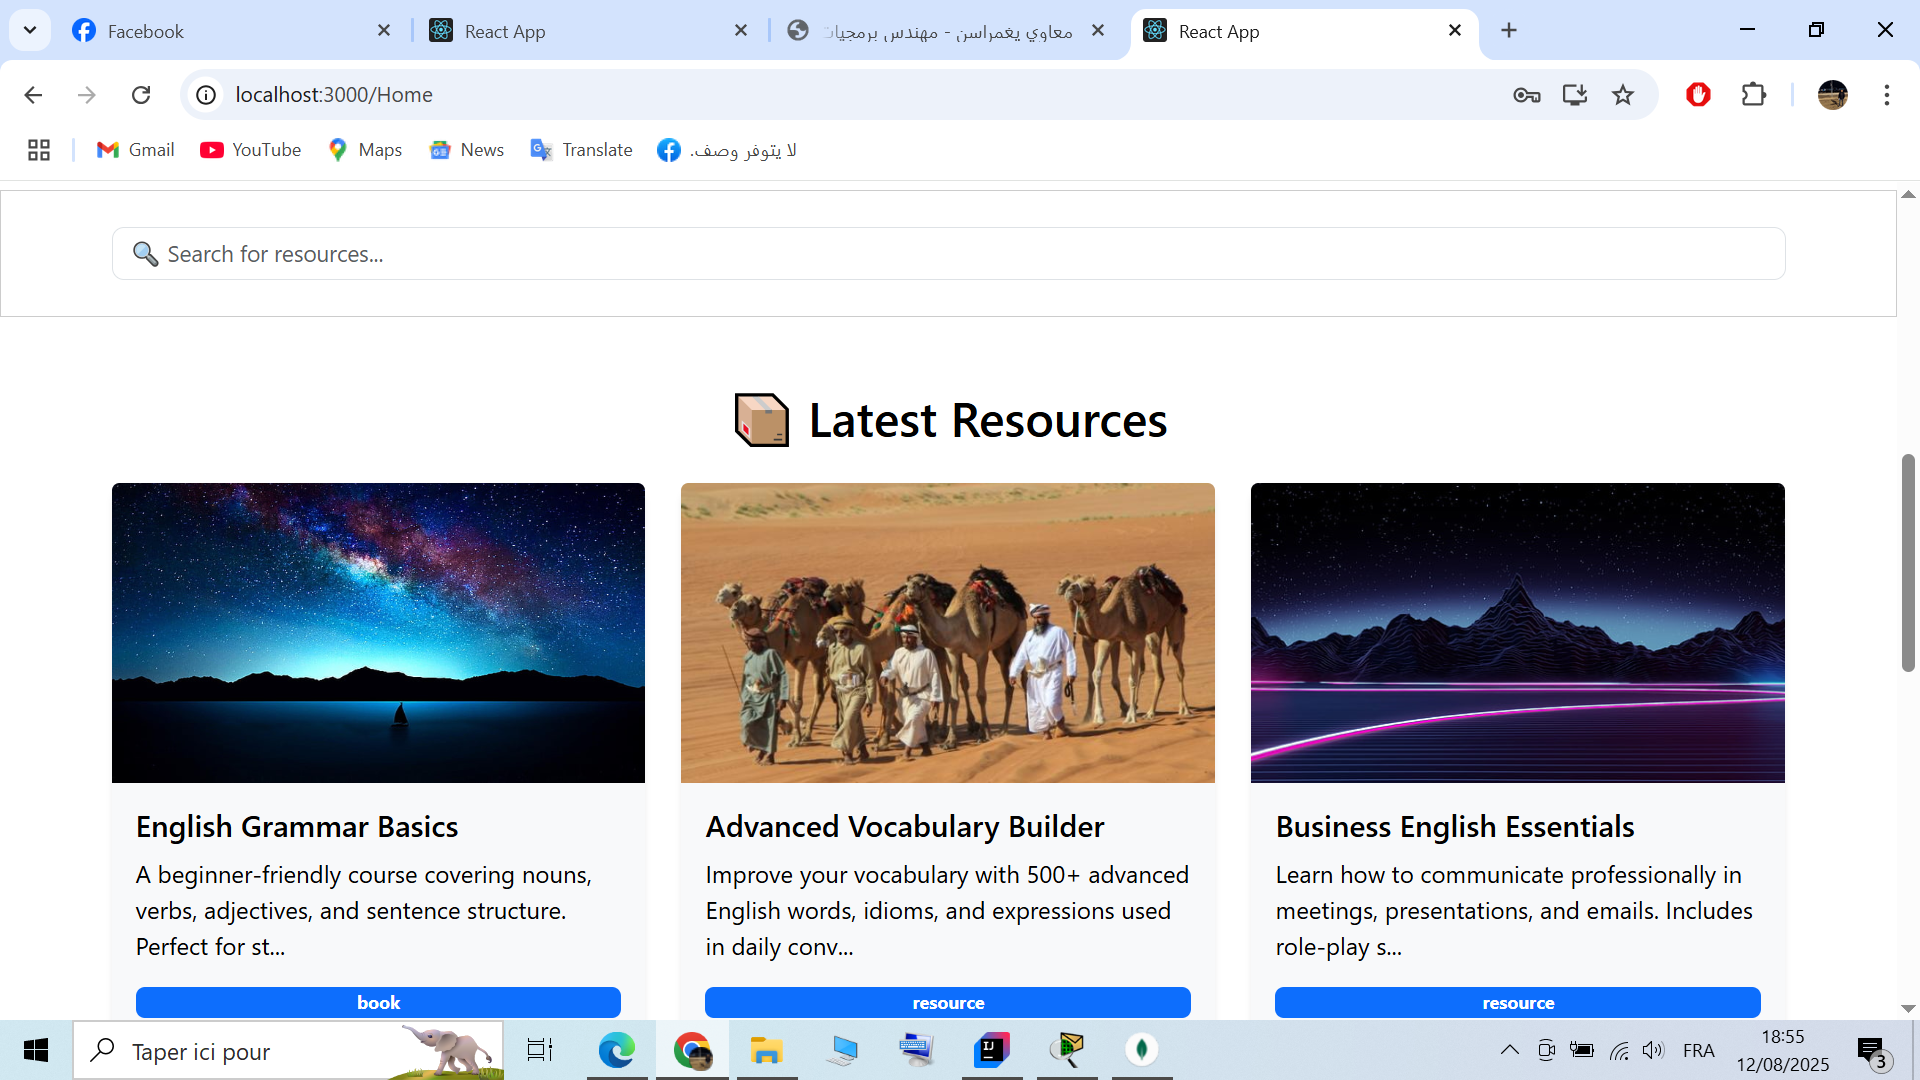 Facebook
React App
معاوي يغمراسن - مهندس برمجيات
React App
localhost:3000/Home
Gmail
YouTube
Maps
News
Translate
لا يتوفر وصف.
🔍 Search for resources...
📦 Latest Resources
English Grammar Basics
A beginner-friendly course covering nouns,
verbs, adjectives, and sentence structure.
Perfect for st...
book
Advanced Vocabulary Builder
Improve your vocabulary with 500+ advanced
English words, idioms, and expressions used
in daily conv...
resource
Business English Essentials
Learn how to communicate professionally in
meetings, presentations, and emails. Includes
role-play s...
resource
Taper ici pour
FRA
18:55
12/08/2025
3